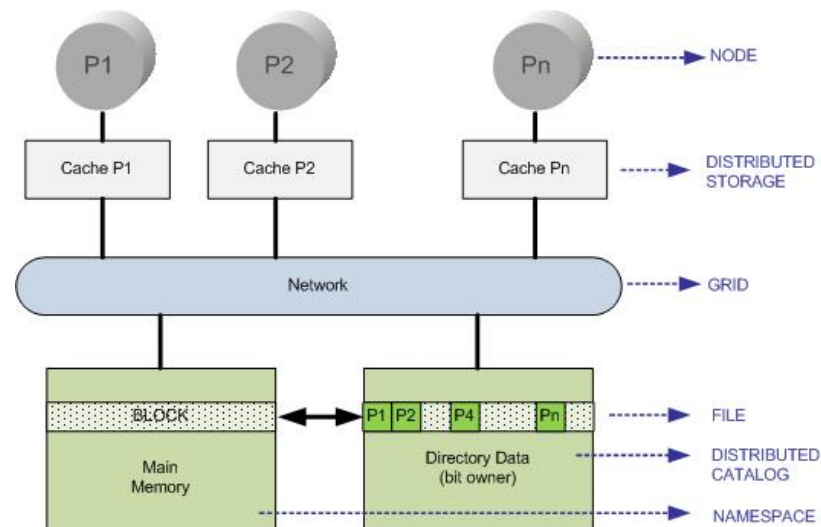 P1
P2
Pn
NODE
Cache P1
Cache P2
Cache Pn
DISTRIBUTED
STORAGE
Network
GRID
BLOCK
P1
P2
P4
Pn
FILE
Main
Memory
Directory Data
(bit owner)
DISTRIBUTED
CATALOG
NAMESPACE